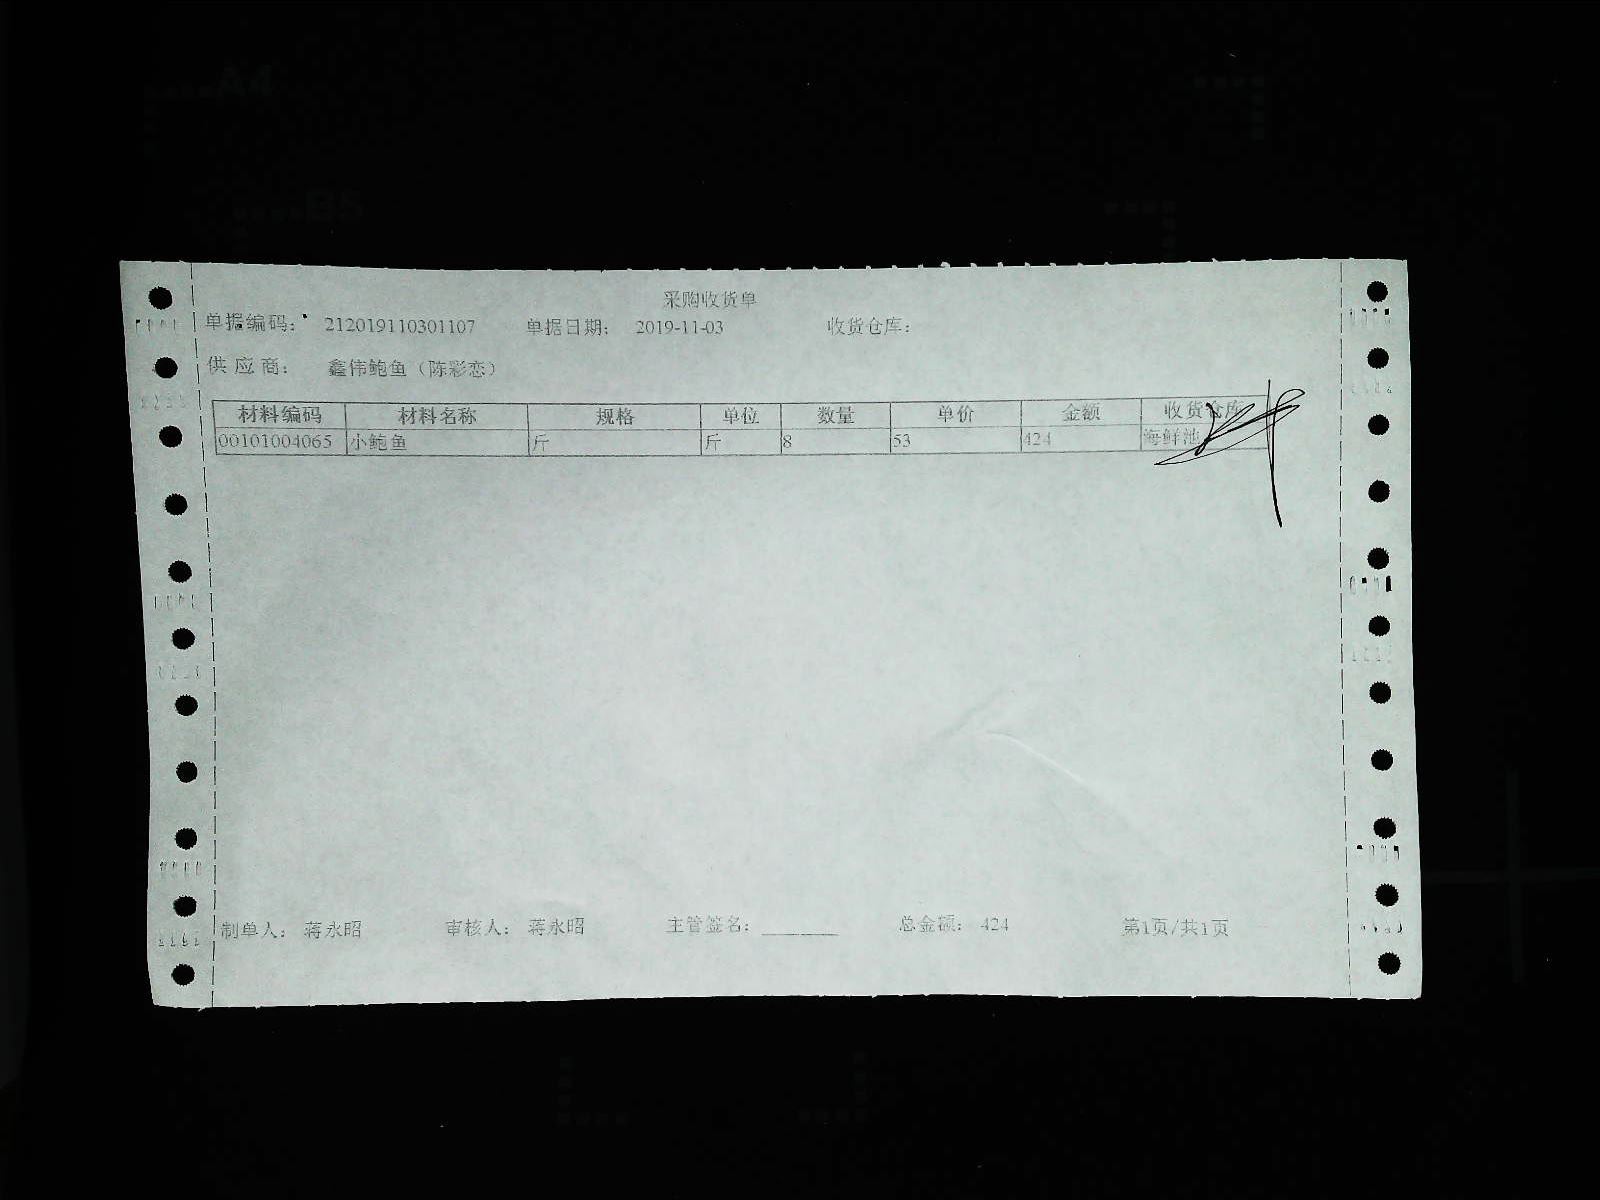 采购收货单
单据编码： 212019110301107 单据日期： 2019-11-03 收货仓库：
供应商： 鑫伟鲍鱼（陈彩恋）
材料编码 材料名称 规格 单位 数量 单价 金额 收货仓库
00101004065 小鲍鱼 斤 斤 8 53 424 海鲜池
制单人： 蒋永昭 审核人： 蒋永昭 主管签名：________ 总金额： 424 第1页/共1页